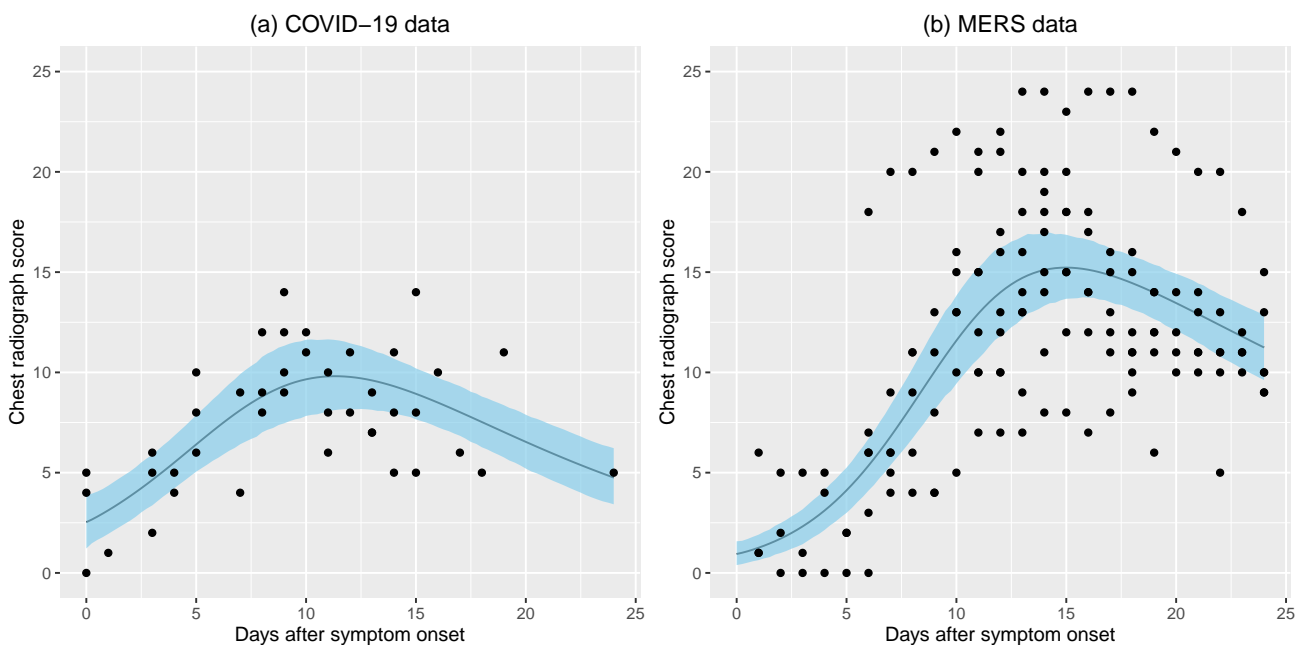 (a) COVID−19 data
Chest radiograph score
25
20
15
10
5
0
0 5 10 15 20 25
Days after symptom onset
(b) MERS data
Chest radiograph score
25
20
15
10
5
0
0 5 10 15 20 25
Days after symptom onset